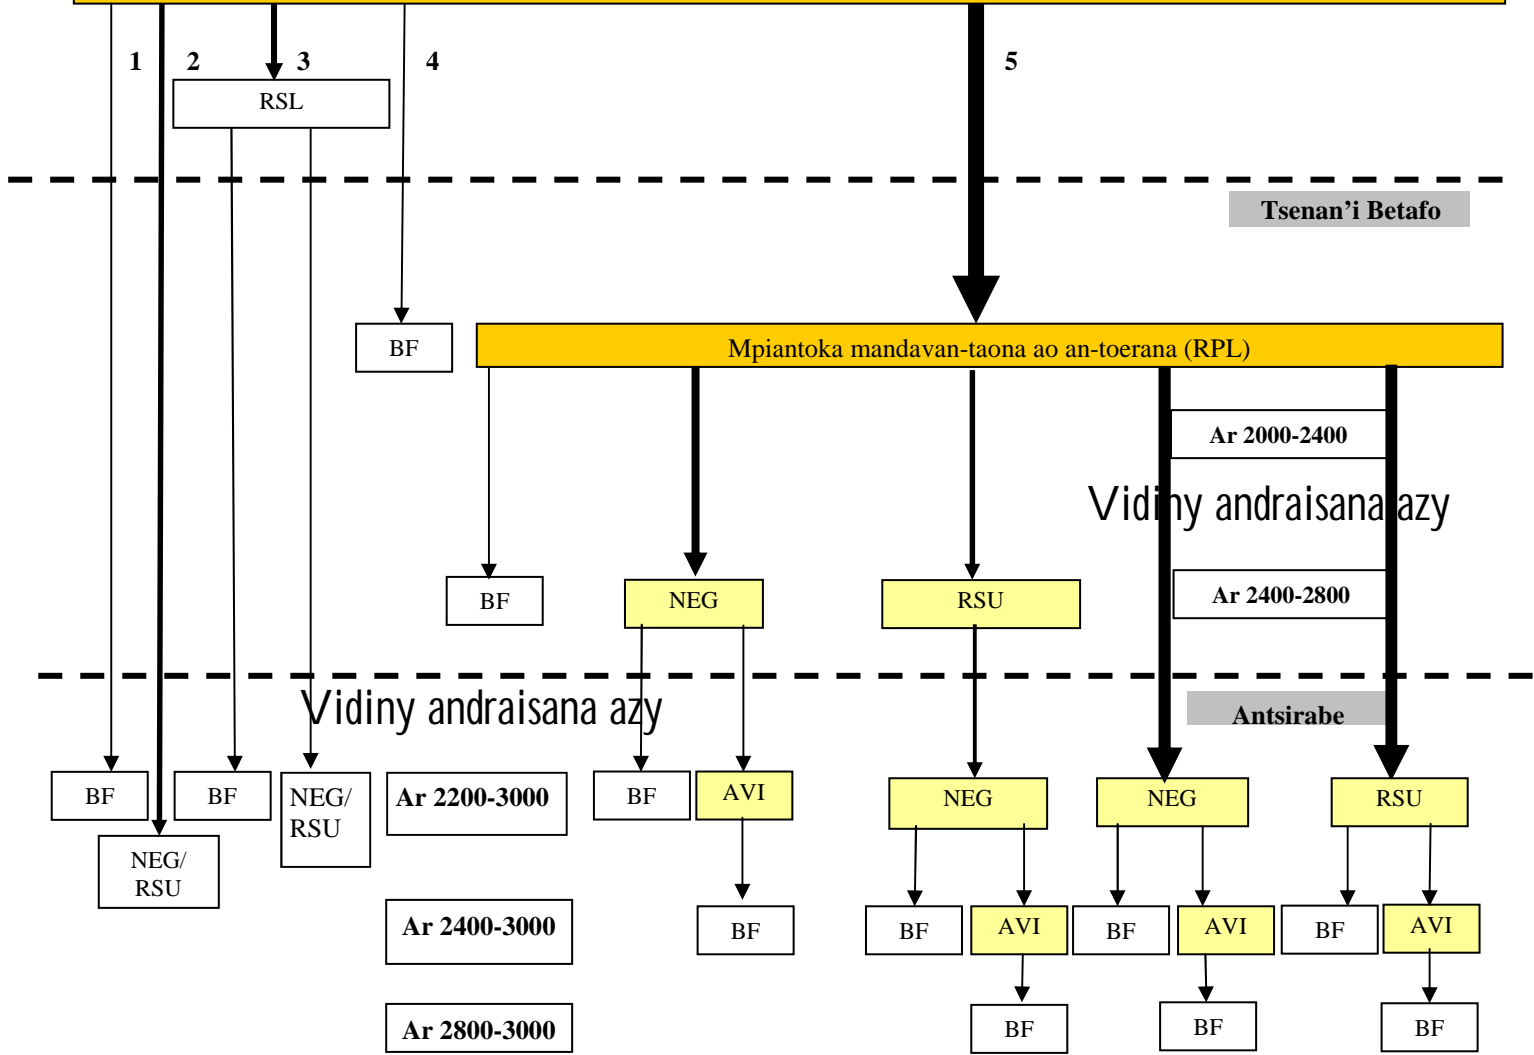 1 2 3 4 5
RSL
Tsenan’i Betafo
BF
Mpiantoka mandavan-taona ao an-toerana (RPL)
Ar 2000-2400
Vidiny andraisana azy
Ar 2400-2800
BF
NEG
RSU
Vidiny andraisana azy
Antsirabe
BF
BF
NEG/
RSU
Ar 2200-3000
BF
AVI
NEG
NEG
RSU
NEG/
RSU
Ar 2400-3000
BF
BF
AVI
BF
AVI
BF
AVI
Ar 2800-3000
BF
BF
BF